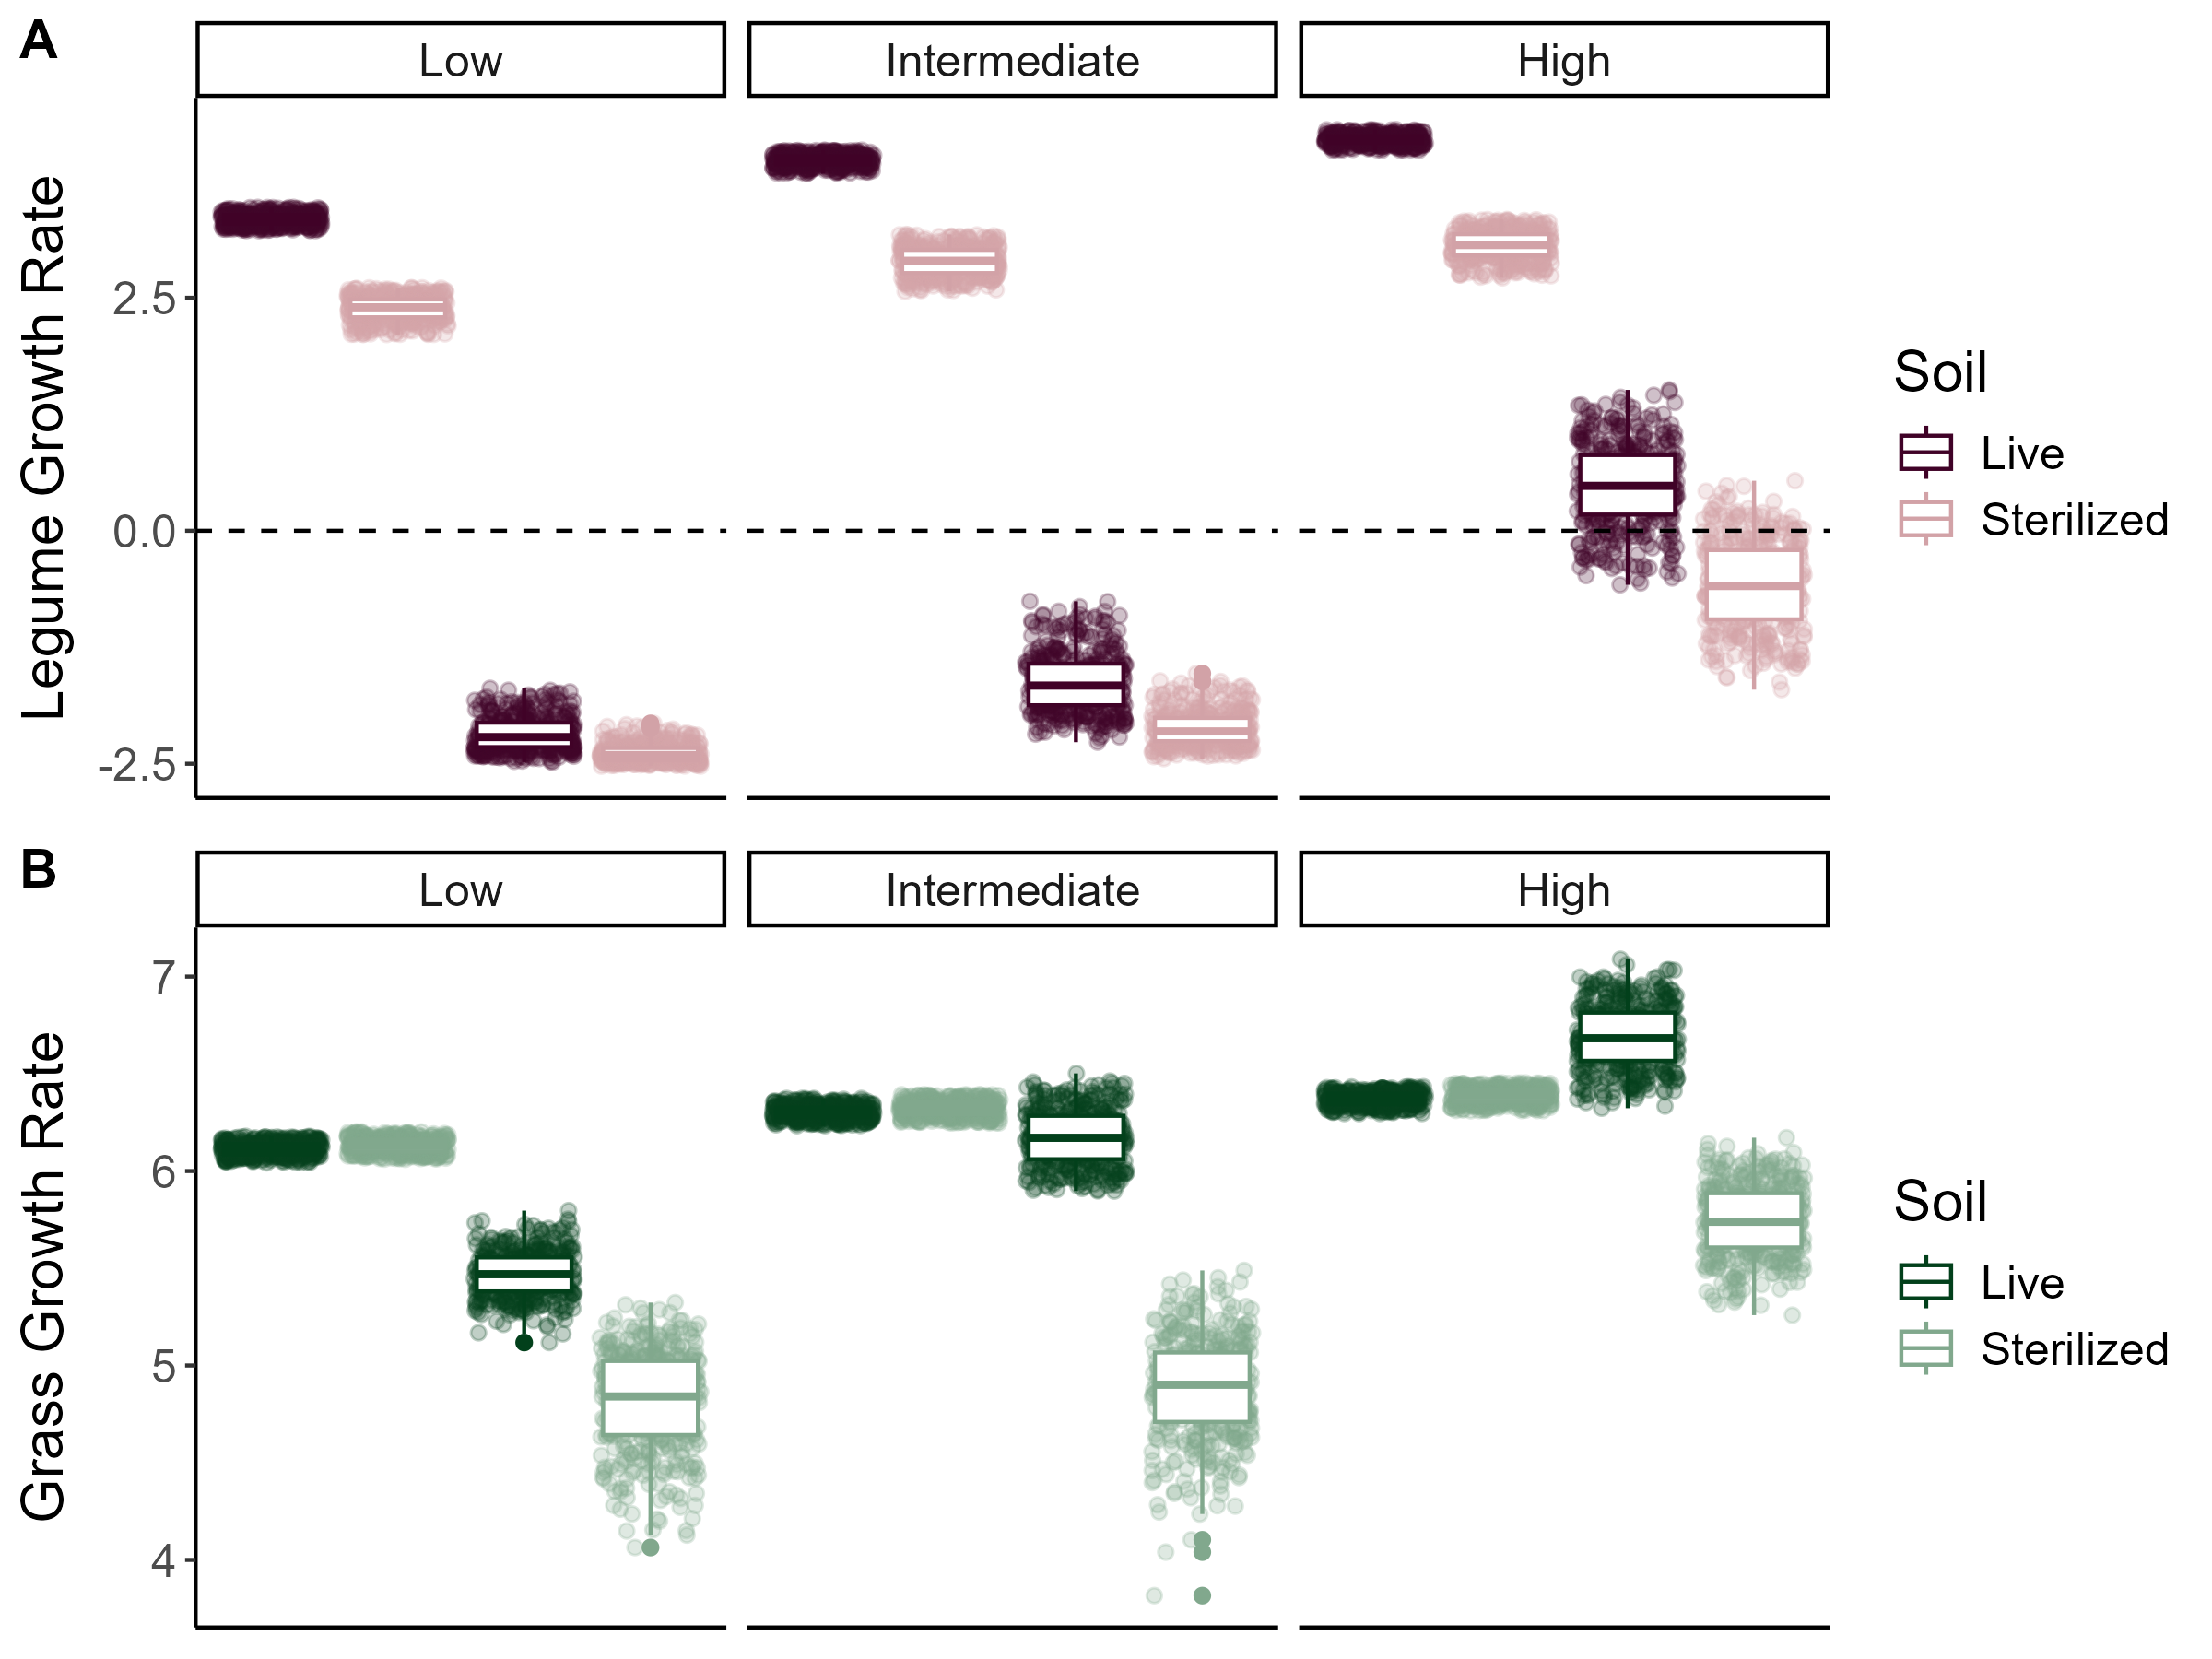 A
Low Intermediate High
Legume Growth Rate
2.5
0.0
-2.5
Soil
Live
Sterilized
B
Low Intermediate High
Grass Growth Rate
7
6
5
4
Soil
Live
Sterilized